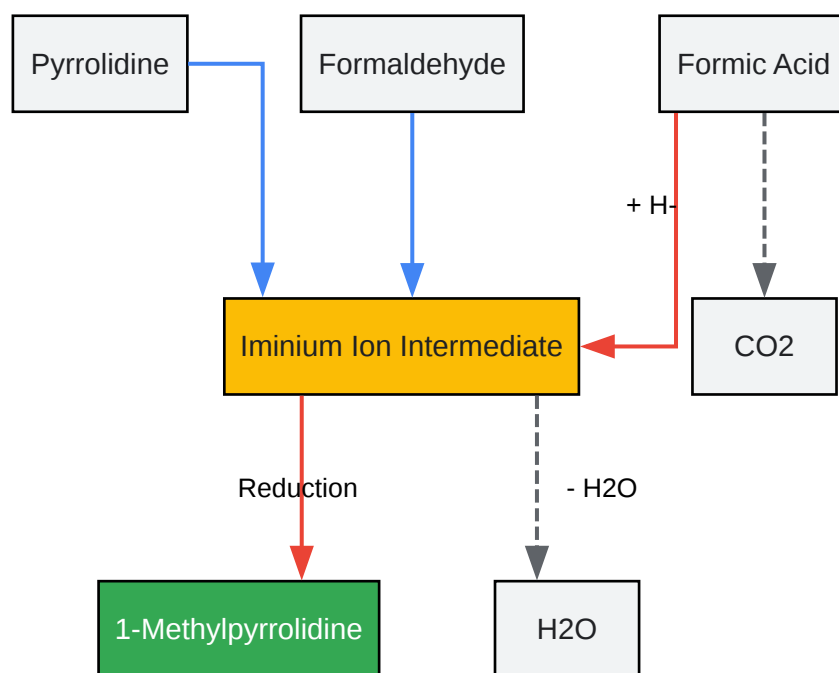 Pyrrolidine
Formaldehyde
Formic Acid
+ H-
Iminium Ion Intermediate
CO2
Reduction
- H2O
1-Methylpyrrolidine
H2O